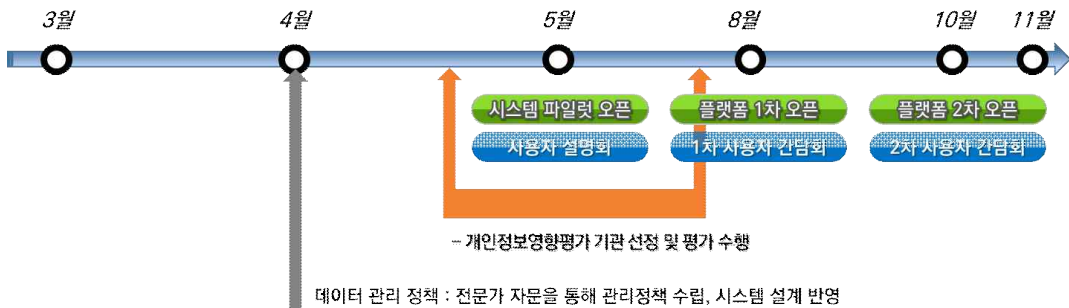 3월 4월 5월 8월 10월 11월
시스템 파일럿 오픈 플랫폼 1차 오픈 플랫폼 2차 오픈
사용자 설명회 1차 사용자 간담회 2차 사용자 간담회
- 개인정보영향평가 기관 선정 및 평가 수행
데이터 관리 정책 : 전문가 자문을 통해 관리정책 수립, 시스템 설계 반영